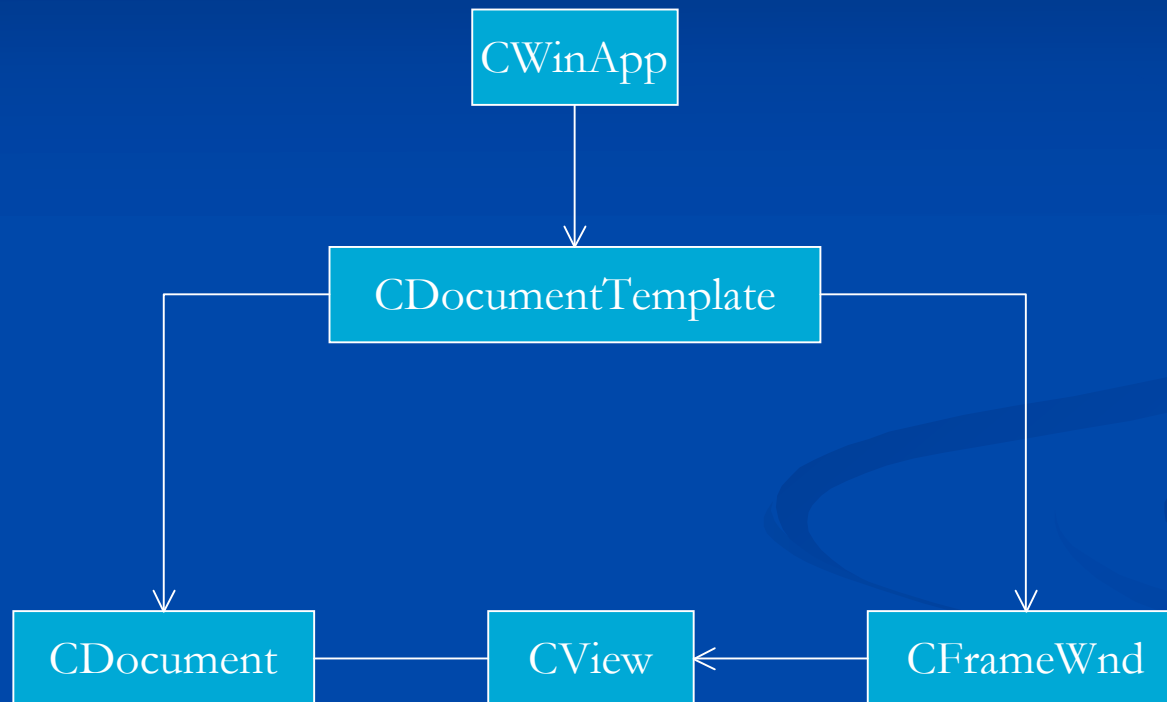 CWinApp
CDocumentTemplate
CDocument
CView
CFrameWnd